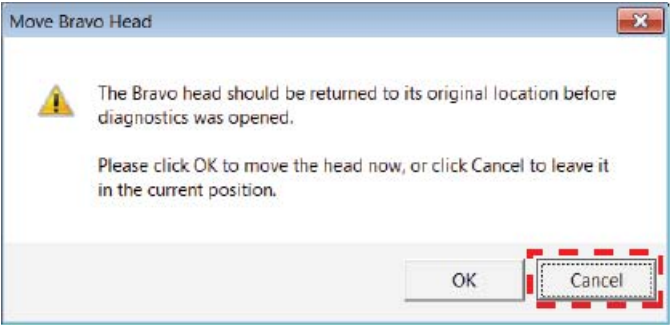 Move Bravo Head
The Bravo head should be returned to its original location before
diagnostics was opened.
Please click OK to move the head now, or click Cancel to leave it
in the current position.
OK
Cancel